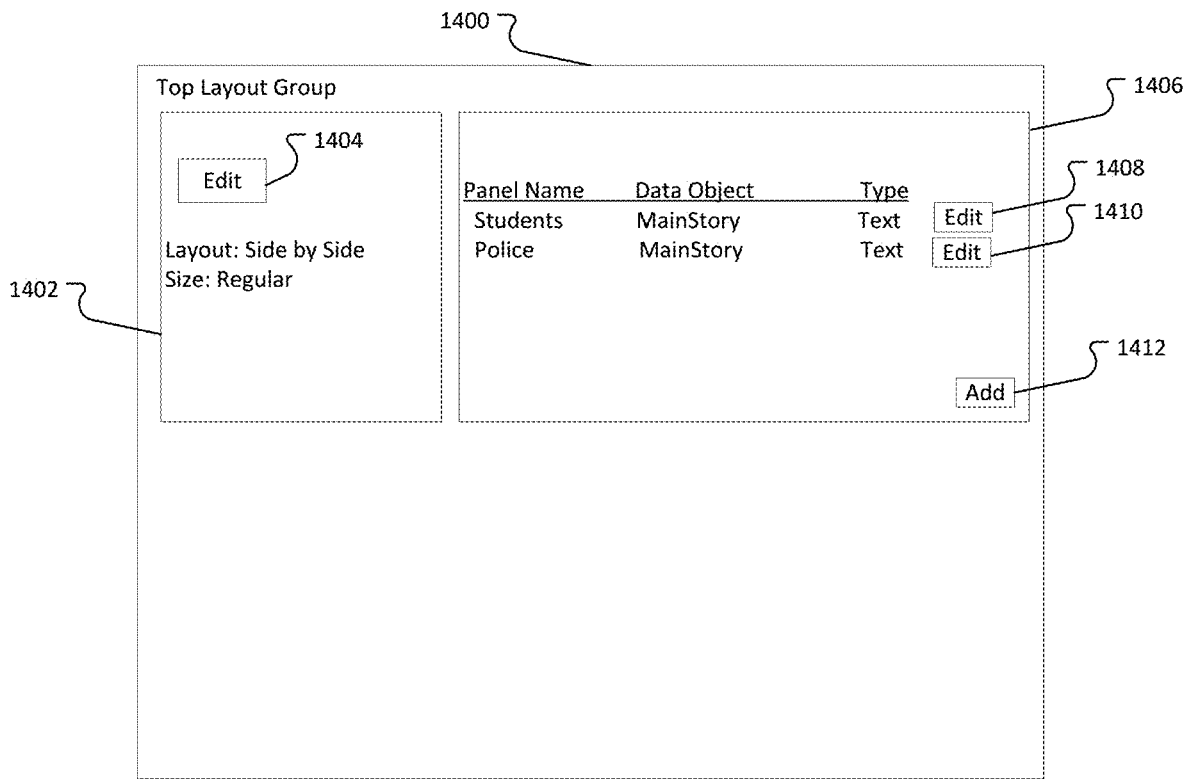 1400
Top Layout Group
1406
1404
Edit
1408
Panel Name Data Object Type
Students MainStory Text Edit
1410
Police MainStory Text Edit
Layout: Side by Side
Size: Regular
1402
1412
Add